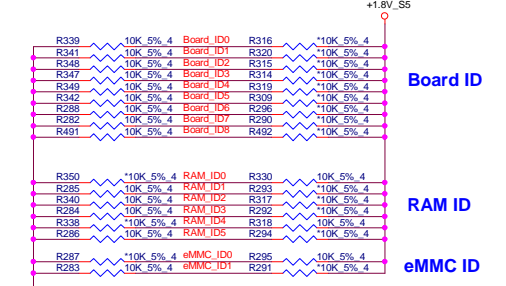 +1.8V_S5
R339 10K_5%_4 Board_ID0 R316 *10K_5%_4
R341 10K_5%_4 Board_ID1 R320 *10K_5%_4
R348 10K_5%_4 Board_ID2 R315 *10K_5%_4
R347 10K_5%_4 Board_ID3 R314 *10K_5%_4
R349 10K_5%_4 Board_ID4 R319 *10K_5%_4
R342 10K_5%_4 Board_ID5 R309 *10K_5%_4
R288 10K_5%_4 Board_ID6 R296 *10K_5%_4
R282 10K_5%_4 Board_ID7 R290 *10K_5%_4
R491 10K_5%_4 Board_ID8 R492 *10K_5%_4
Board ID
R350 *10K_5%_4 RAM_ID0 R330 10K_5%_4
R285 10K_5%_4 RAM_ID1 R293 *10K_5%_4
R340 *10K_5%_4 RAM_ID2 R317 10K_5%_4
R284 10K_5%_4 RAM_ID3 R292 *10K_5%_4
R338 *10K_5%_4 RAM_ID4 R318 10K_5%_4
R286 10K_5%_4 RAM_ID5 R294 *10K_5%_4
RAM ID
R287 *10K_5%_4 eMMC_ID0 R295 10K_5%_4
R283 10K_5%_4 eMMC_ID1 R291 *10K_5%_4
eMMC ID